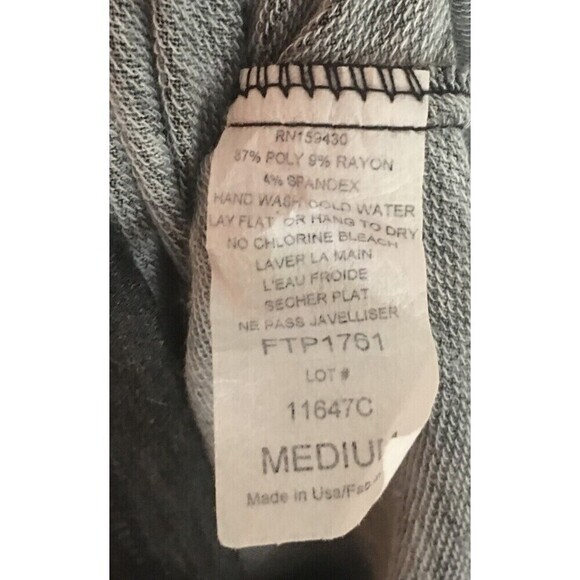 RN159430
87% POLY 9% RAYON
4% SPANDEX
HAND WASH COLD WATER
LAY FLAT OR HANG TO DRY
NO CHLORINE BLEACH
LAVER LA MAIN
L'EAU FROIDE
SECHER PLAT
NE PASS JAVELLISER
FTP1761
LOT #
11647C
MEDIUM
Made in Usa/